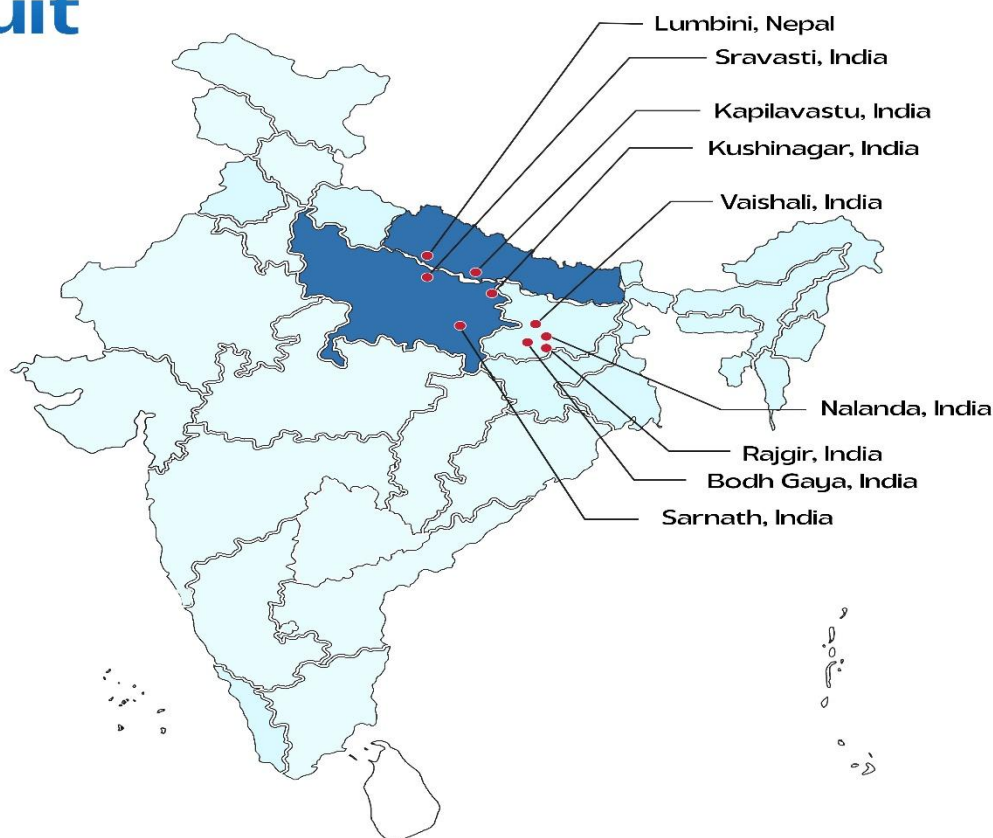 Lumbini, Nepal
Sravasti, India
Kapilavastu, India
Kushinagar, India
Vaishali, India
Nalanda, India
Rajgir, India
Bodh Gaya, India
Sarnath, India